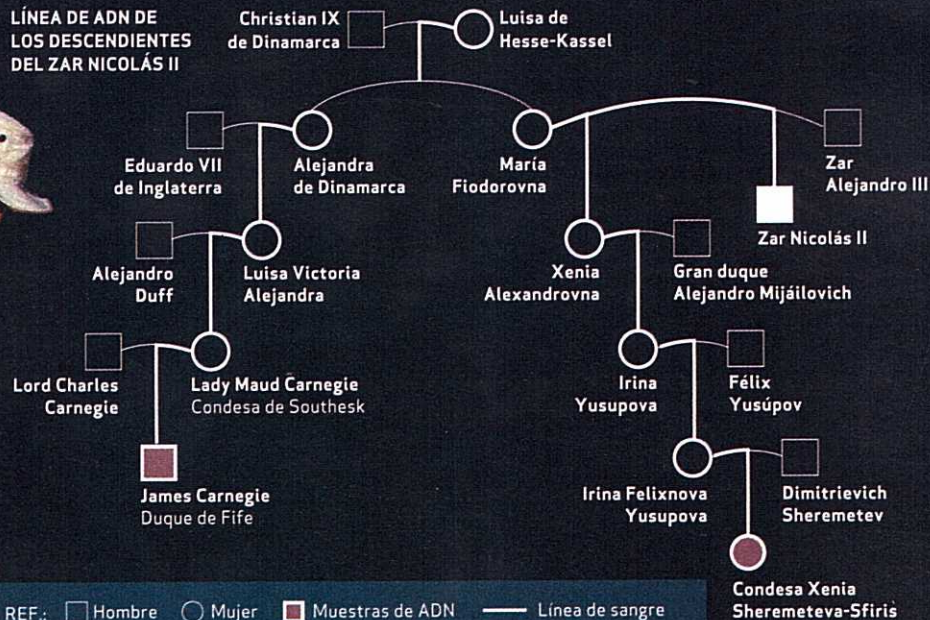 LÍNEA DE ADN DE
LOS DESCENDIENTES
DEL ZAR NICOLÁS II
Christian IX
de Dinamarca
Luisa de
Hesse-Kassel
Eduardo VII
de Inglaterra
Alejandra
de Dinamarca
María
Fiodorovna
Zar
Alejandro III
Zar Nicolás II
Alejandro
Duff
Luisa Victoria
Alejandra
Xenia
Alexandrovna
Gran duque
Alejandro Mijáilovich
Lord Charles
Carnegie
Lady Maud Carnegie
Condesa de Southesk
Irina
Yusupova
Félix
Yusúpov
James Carnegie
Duque de Fife
Irina Felixnova
Yusupova
Dimitrievich
Sheremetev
Condesa Xenia
Sheremeteva-Sfiris
REF.: Hombre Mujer Muestras de ADN Línea de sangre